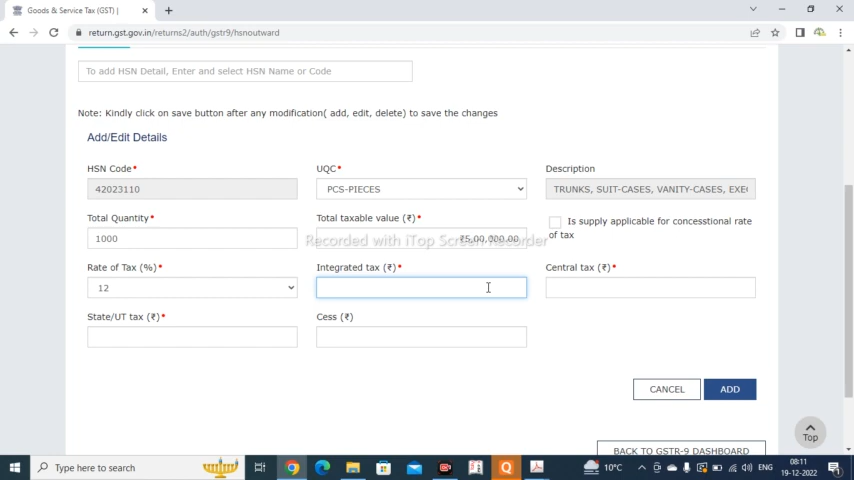 Goods & Service Tax (GST) |
return.gst.gov.in/returns2/auth/gstr9/hsnoutward
To add HSN Detail, Enter and select HSN Name or Code
Note: Kindly click on save button after any modification( add, edit, delete) to save the changes
Add/Edit Details
HSN Code* UQC* Description
42023110 PCS-PIECES TRUNKS, SUIT-CASES, VANITY-CASES, EXE
Total Quantity* Total taxable value (₹)* Is supply applicable for concesstional rate of tax
1000 ₹5,00,000.00
Recorded with iTop Screen Recorder
Rate of Tax (%)* Integrated tax (₹)* Central tax (₹)*
12
State/UT tax (₹)* Cess (₹)
CANCEL ADD
Top
BACK TO GSTR-9 DASHBOARD
Type here to search 10°C ENG 08:11
19-12-2022